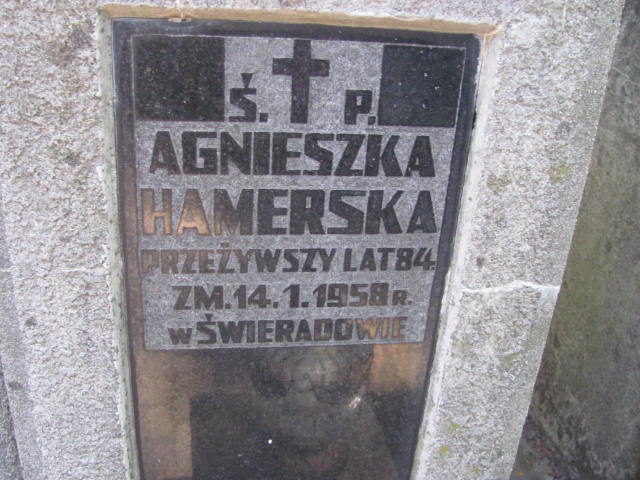 Ś. P.
AGNIESZKA
HAMERSKA
PRZEŻYWSZY LAT 84.
ZM. 14. 1. 1958 R.
W ŚWIERADOWIE